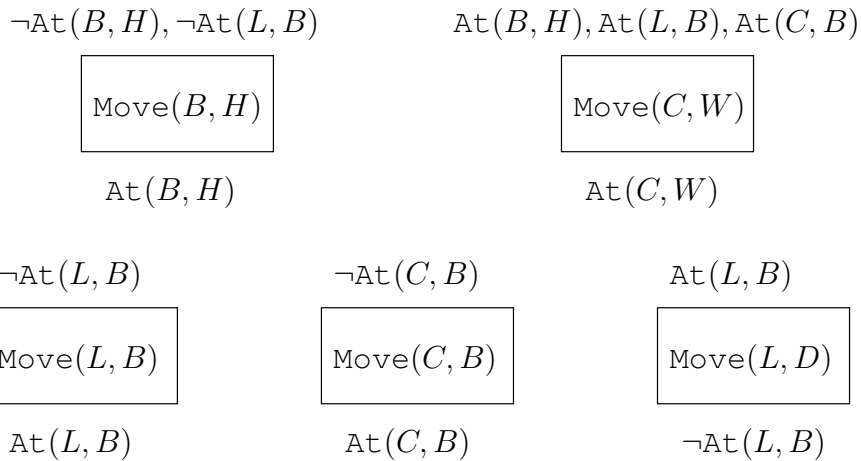 ¬At(B, H), ¬At(L, B) At(B, H), At(L, B), At(C, B)
Move(B, H) Move(C, W)
At(B, H) At(C, W)
¬At(L, B) ¬At(C, B) At(L, B)
Move(L, B) Move(C, B) Move(L, D)
At(L, B) At(C, B) ¬At(L, B)